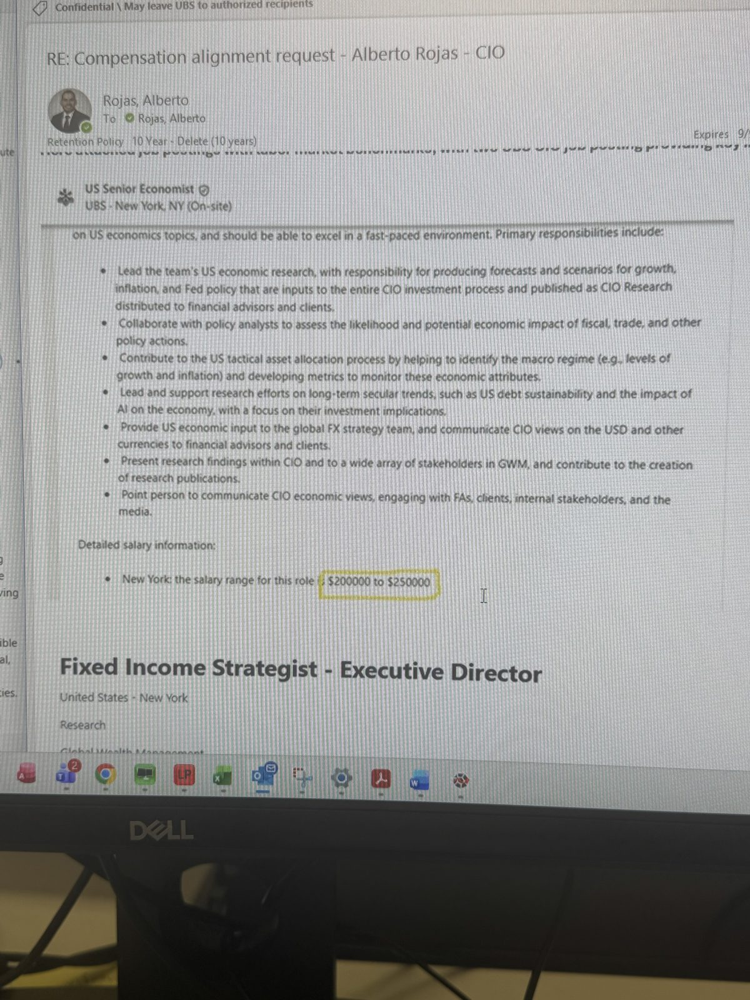 Confidential \ May leave UBS to authorized recipients
RE: Compensation alignment request - Alberto Rojas - CIO
Rojas, Alberto
To Rojas, Alberto
Retention Policy 10 Year - Delete (10 years)
Expires 9/
US Senior Economist
UBS · New York, NY (On-site)
on US economics topics, and should be able to excel in a fast-paced environment. Primary responsibilities include:
• Lead the team's US economic research, with responsibility for producing forecasts and scenarios for growth,
inflation, and Fed policy that are inputs to the entire CIO investment process and published as CIO Research
distributed to financial advisors and clients.
• Collaborate with policy analysts to assess the likelihood and potential economic impact of fiscal, trade, and other
policy actions.
• Contribute to the US tactical asset allocation process by helping to identify the macro regime (e.g., levels of
growth and inflation) and developing metrics to monitor these economic attributes.
• Lead and support research efforts on long-term secular trends, such as US debt sustainability and the impact of
AI on the economy, with a focus on their investment implications.
• Provide US economic input to the global FX strategy team, and communicate CIO views on the USD and other
currencies to financial advisors and clients.
• Present research findings within CIO and to a wide array of stakeholders in GWM, and contribute to the creation
of research publications.
• Point person to communicate CIO economic views, engaging with FAs, clients, internal stakeholders, and the
media.
Detailed salary information:
• New York: the salary range for this role $200000 to $250000
Fixed Income Strategist - Executive Director
United States - New York
Research
Global Wealth Management
2
LP
DELL